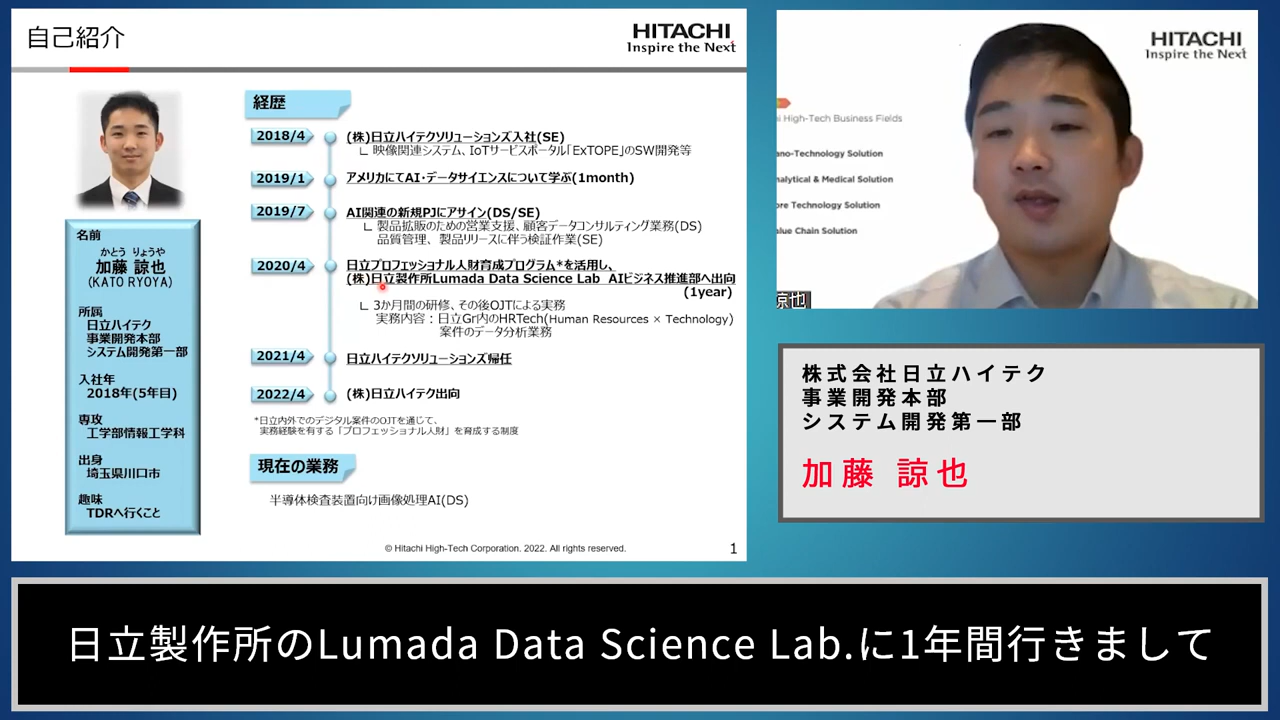 自己紹介
HITACHI
Inspire the Next
名前
かとう りょうや
加藤 諒也
(KATO RYOYA)
所属
日立ハイテク
事業開発本部
システム開発第一部
入社年
2018年(5年目)
専攻
工学部情報工学科
出身
埼玉県川口市
趣味
TDRへ行くこと
経歴
2018/4 (株)日立ハイテクソリューションズ入社(SE)
∟ 映像関連システム、IoTサービスポータル「ExTOPE」のSW開発等
2019/1 アメリカにてAI・データサイエンスについて学ぶ(1month)
2019/7 AI関連の新規PJにアサイン(DS/SE)
∟ 製品拡販のための営業支援、顧客データコンサルティング業務(DS)
品質管理、製品リリースに伴う検証作業(SE)
2020/4 日立プロフェッショナル人財育成プログラム*を活用し、
(株)日立製作所Lumada Data Science Lab AIビジネス推進部へ出向
(1year)
∟ 3か月間の研修、その後OJTによる実務
実務内容：日立Gr内のHRTech(Human Resources × Technology)
案件のデータ分析業務
2021/4 日立ハイテクソリューションズ帰任
2022/4 (株)日立ハイテク出向
*日立内外でのデジタル案件のOJTを通じて、
実務経験を有する「プロフェッショナル人財」を育成する制度
現在の業務
半導体検査装置向け画像処理AI(DS)
© Hitachi High-Tech Corporation. 2022. All rights reserved.
1
HITACHI
Inspire the Next
High-Tech Business Fields
ano-Technology Solution
nalytical & Medical Solution
ore Technology Solution
alue Chain Solution
諒也
株式会社日立ハイテク
事業開発本部
システム開発第一部
加藤 諒也
日立製作所のLumada Data Science Lab.に1年間行きまして